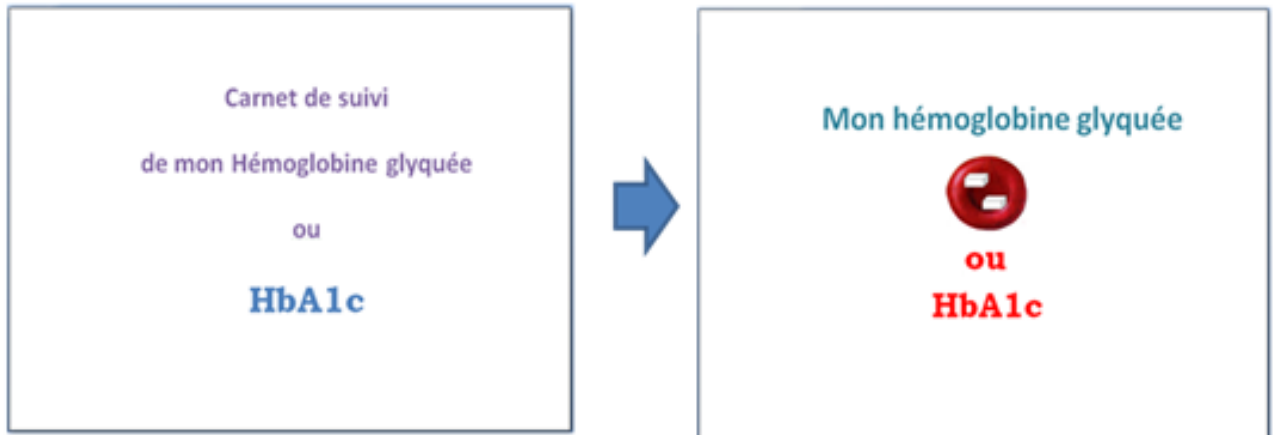 Carnet de suivi
de mon Hémoglobine glyquée
ou
HbA1c
Mon hémoglobine glyquée
ou
HbA1c